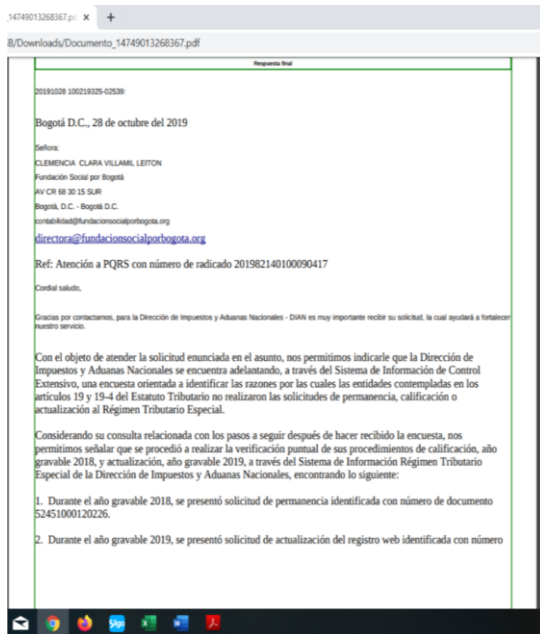 _14749013268367.pd
8/Downloads/Documento_14749013268367.pdf
Respuesta final
20191028 100219325-02539:
Bogotá D.C., 28 de octubre del 2019
Señora:
CLEMENCIA CLARA VILLAMIL LEITON
Fundación Social por Bogotá
AV CR 68 30 15 SUR
Bogotá, D.C. - Bogotá D.C.
contabilidad@fundacionsocialporbogota.org
directora@fundacionsocialporbogota.org
Ref: Atención a PQRS con número de radicado 201982140100090417
Cordial saludo,
Gracias por contactarnos, para la Dirección de Impuestos y Aduanas Nacionales - DIAN es muy importante recibir su solicitud, la cual ayudará a fortalecer
nuestro servicio.
Con el objeto de atender la solicitud enunciada en el asunto, nos permitimos indicarle que la Dirección de
Impuestos y Aduanas Nacionales se encuentra adelantando, a través del Sistema de Información de Control
Extensivo, una encuesta orientada a identificar las razones por las cuales las entidades contempladas en los
artículos 19 y 19-4 del Estatuto Tributario no realizaron las solicitudes de permanencia, calificación o
actualización al Régimen Tributario Especial.
Considerando su consulta relacionada con los pasos a seguir después de hacer recibido la encuesta, nos
permitimos señalar que se procedió a realizar la verificación puntual de sus procedimientos de calificación, año
gravable 2018, y actualización, año gravable 2019, a través del Sistema de Información Régimen Tributario
Especial de la Dirección de Impuestos y Aduanas Nacionales, encontrando lo siguiente:
1. Durante el año gravable 2018, se presentó solicitud de permanencia identificada con número de documento
52451000120226.
2. Durante el año gravable 2019, se presentó solicitud de actualización del registro web identificada con número
Siigo